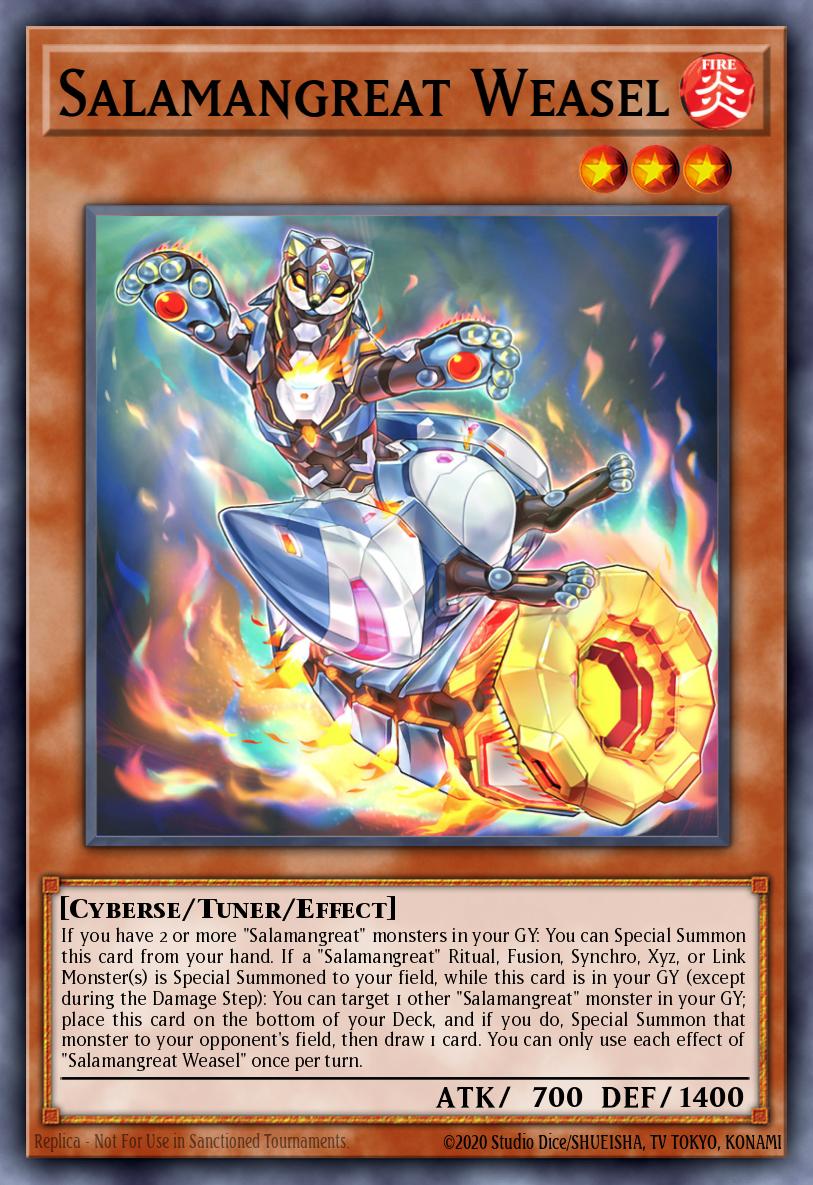 Salamangreat Weasel
FIRE
炎
[Cyberse/Tuner/Effect]
If you have 2 or more "Salamangreat" monsters in your GY: You can Special Summon
this card from your hand. If a "Salamangreat" Ritual, Fusion, Synchro, Xyz, or Link
Monster(s) is Special Summoned to your field, while this card is in your GY (except
during the Damage Step): You can target 1 other "Salamangreat" monster in your GY;
place this card on the bottom of your Deck, and if you do, Special Summon that
monster to your opponent's field, then draw 1 card. You can only use each effect of
"Salamangreat Weasel" once per turn.
ATK/ 700 DEF/1400
Replica - Not For Use in Sanctioned Tournaments.
©2020 Studio Dice/SHUEISHA, TV TOKYO, KONAMI